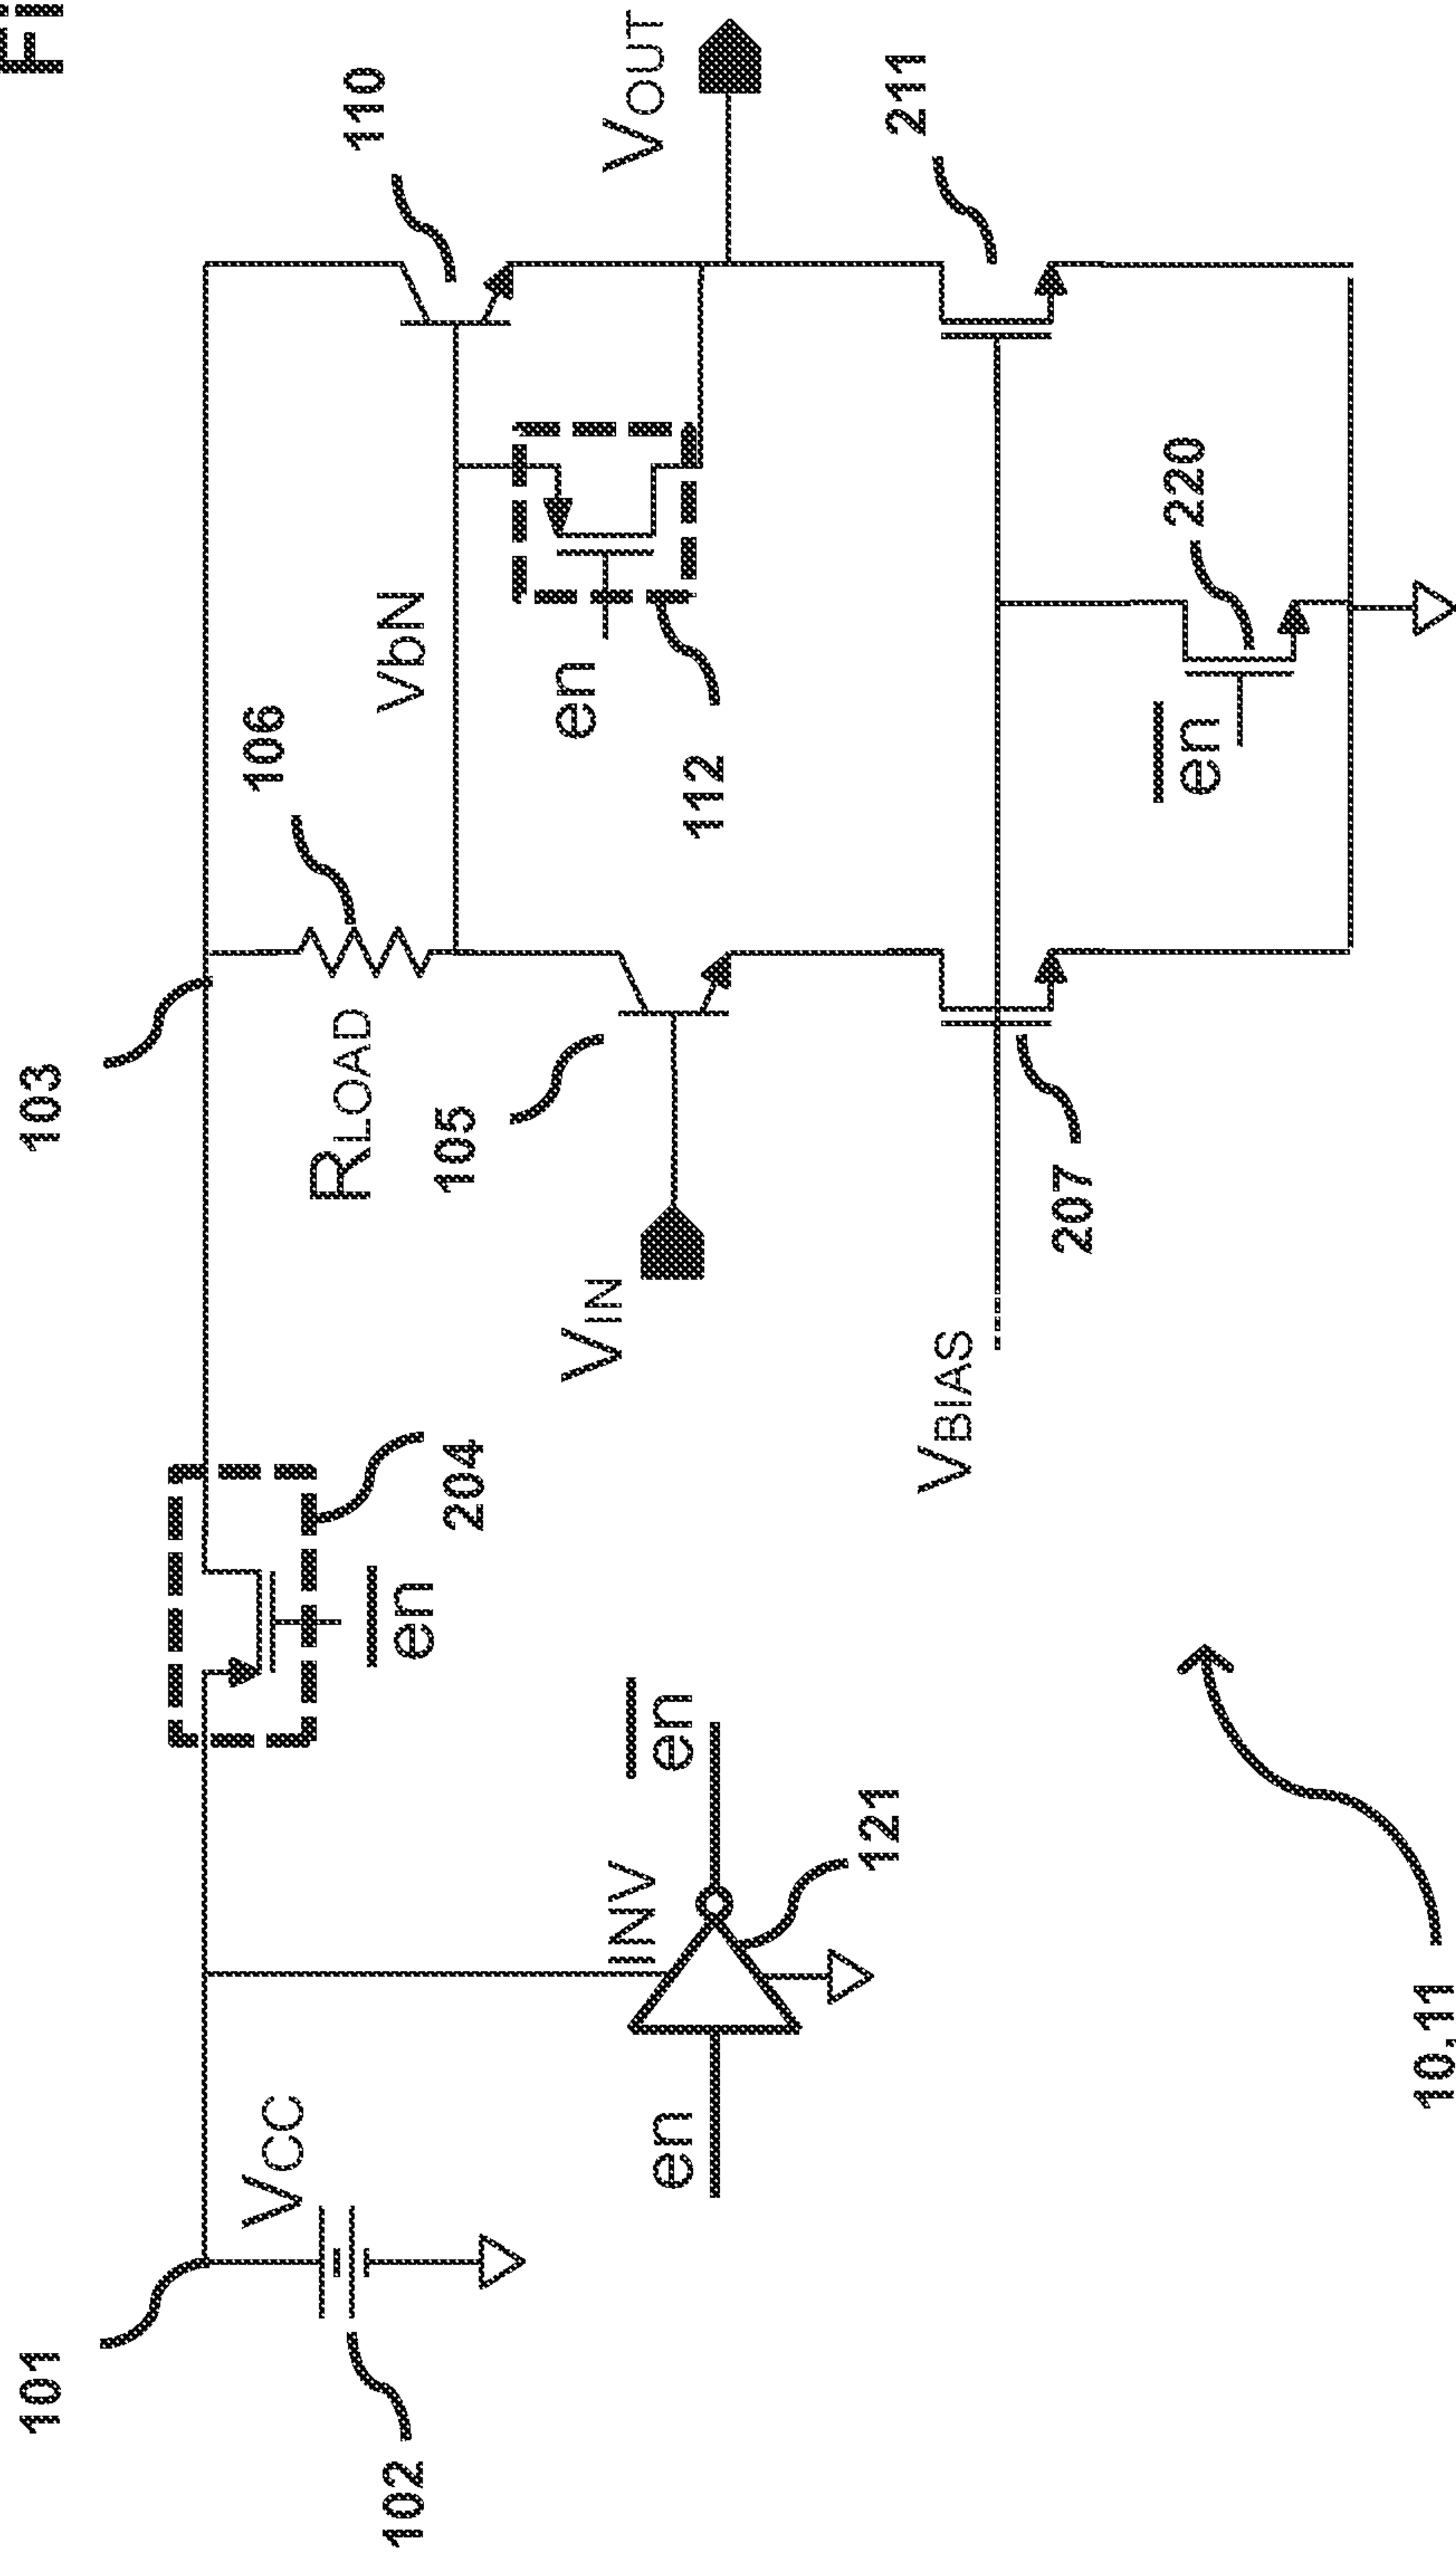 101
102
VCC
en
INV
en
121
10,11
204
en
103
RLOAD
106
105
VIN
VBIAS
207
VbN
en
112
en
220
110
VOUT
211